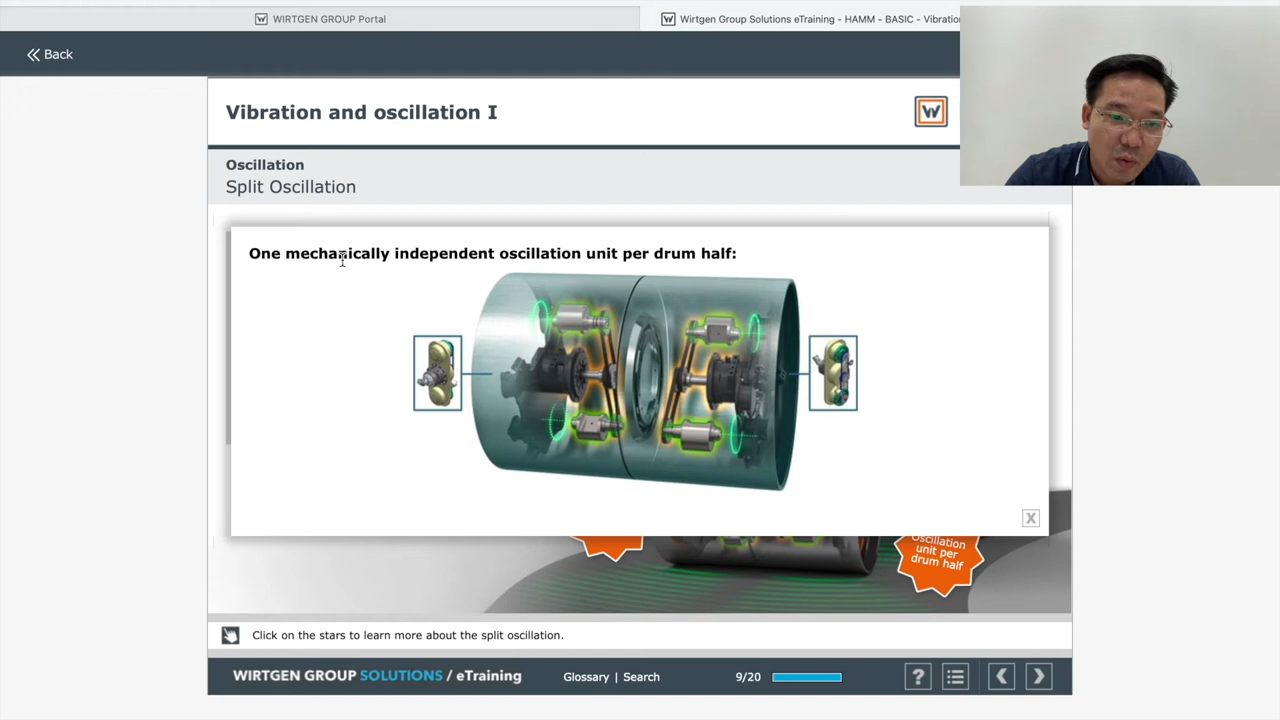 WIRTGEN GROUP Portal
Wirtgen Group Solutions eTraining - HAMM - BASIC - Vibratio
Back
Vibration and oscillation I
W
Oscillation
Split Oscillation
One mechanically independent oscillation unit per drum half:
X
Oscillation
unit per
drum half
Click on the stars to learn more about the split oscillation.
WIRTGEN GROUP SOLUTIONS / eTraining
Glossary | Search
9/20
?